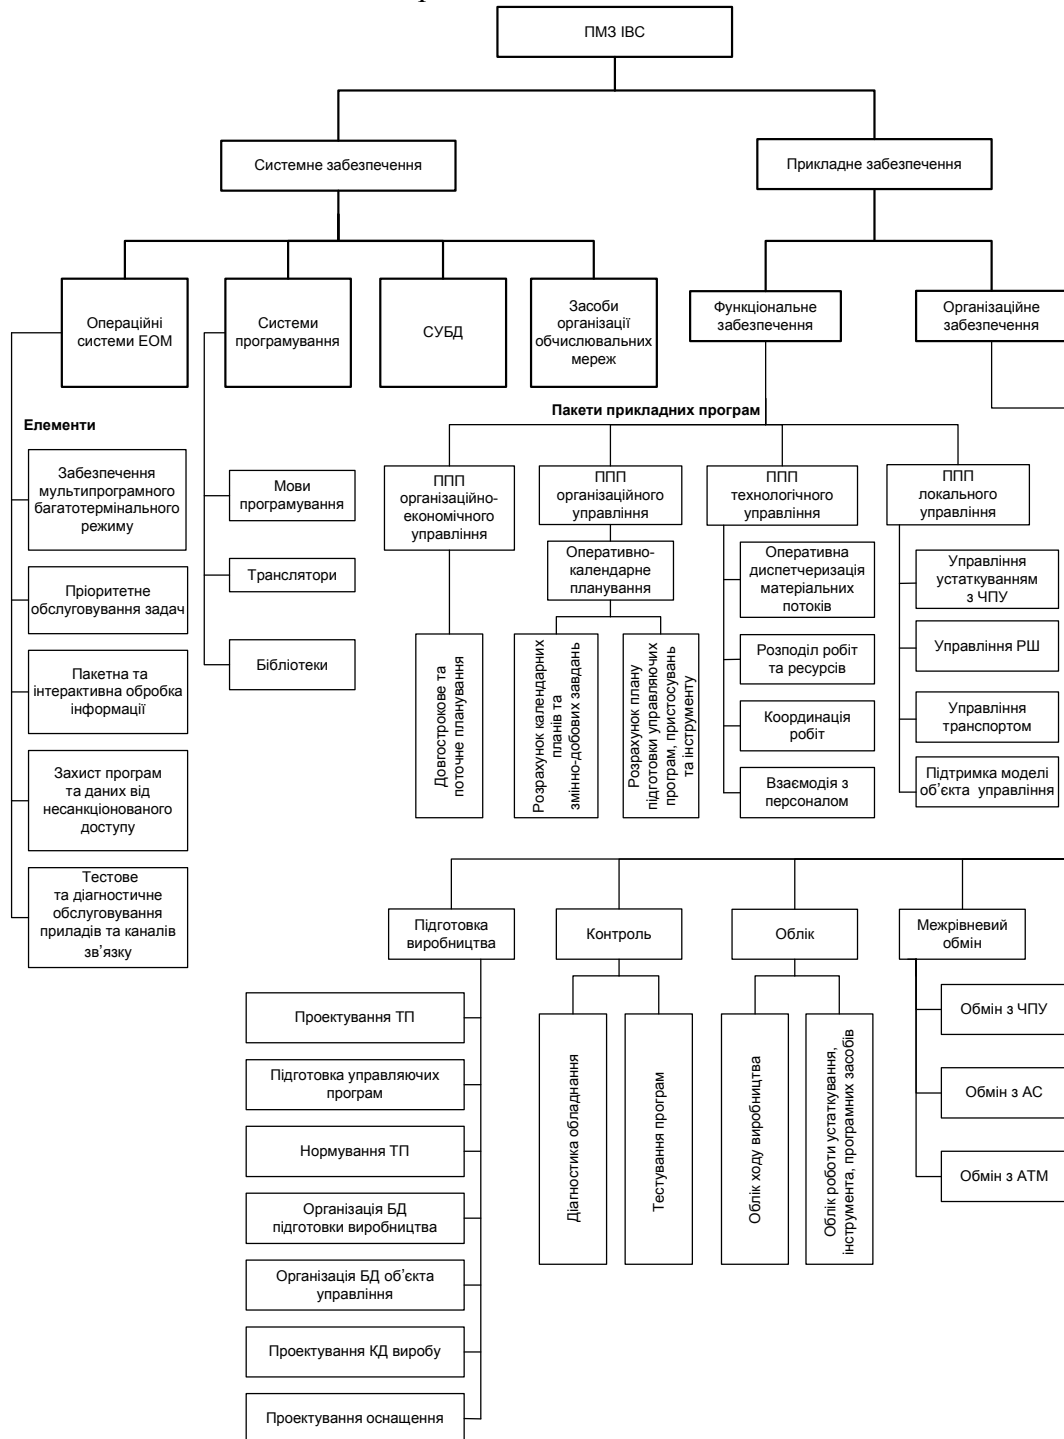 ПМЗ ІВС
Системне забезпечення
Прикладне забезпечення
Операційні
системи ЕОМ
Системи
програмування
СУБД
Засоби
організації
обчислювальних
мереж
Функціональне
забезпечення
Організаційне
забезпечення
Елементи
Забезпечення
мультипрограмного
багатотермінального
режиму
Пріоритетне
обслуговування задач
Пакетна та
інтерактивна обробка
інформації
Захист програм
та даних від
несанкціонованого
доступу
Тестове
та діагностичне
обслуговування
приладів та каналів
зв’язку
Мови
програмування
Транслятори
Бібліотеки
Пакети прикладних програм
ППП
організаційно-
економічного
управління
ППП
організаційного
управління
ППП
технологічного
управління
ППП
локального
управління
Довгострокове та
поточне планування
Оперативно-
календарне
планування
Розрахунок календарних
планів та
змінно-добових завдань
Розрахунок плану
підготовки управляючих
програм, пристосувань
та інструменту
Оперативна
диспетчеризація
матеріальних
потоків
Розподіл робіт
та ресурсів
Координація
робіт
Взаємодія з
персоналом
Управління
устаткуванням
з ЧПУ
Управління РШ
Управління
транспортом
Підтримка моделі
об’єкта управління
Підготовка
виробництва
Контроль
Облік
Межрівневий
обмін
Проектування ТП
Підготовка управляючих
програм
Нормування ТП
Організація БД
підготовки виробництва
Організація БД об’єкта
управління
Проектування КД виробу
Проектування оснащення
Діагностика обладнання
Тестування програм
Облік ходу виробництва
Облік роботи устаткування,
інструмента, програмних засобів
Обмін з ЧПУ
Обмін з АС
Обмін з АТМ